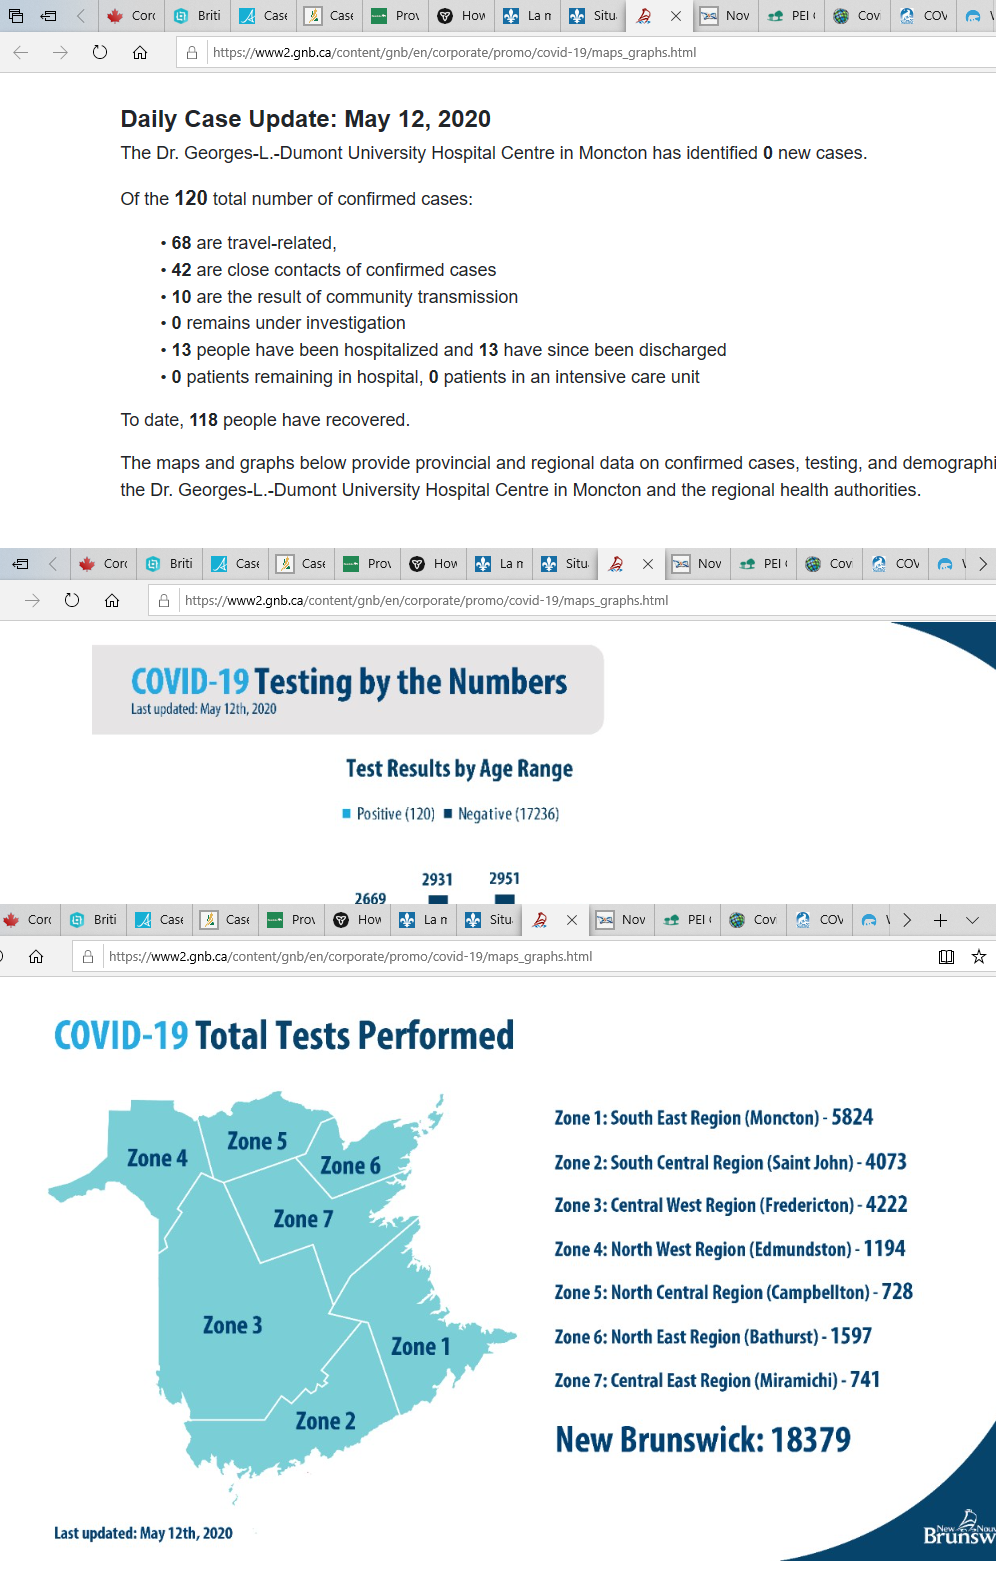 Corc Briti Case Case Prov How La n Situ Nov PEI Cov COV
https://www2.gnb.ca/content/gnb/en/corporate/promo/covid-19/maps_graphs.html
Daily Case Update: May 12, 2020
The Dr. Georges-L.-Dumont University Hospital Centre in Moncton has identified 0 new cases.
Of the 120 total number of confirmed cases:
• 68 are travel-related,
• 42 are close contacts of confirmed cases
• 10 are the result of community transmission
• 0 remains under investigation
• 13 people have been hospitalized and 13 have since been discharged
• 0 patients remaining in hospital, 0 patients in an intensive care unit
To date, 118 people have recovered.
The maps and graphs below provide provincial and regional data on confirmed cases, testing, and demographi
the Dr. Georges-L.-Dumont University Hospital Centre in Moncton and the regional health authorities.
Corc Briti Case Case Prov How La n Situ Nov PEI Cov COV
https://www2.gnb.ca/content/gnb/en/corporate/promo/covid-19/maps_graphs.html
COVID-19 Testing by the Numbers
Last updated: May 12th, 2020
Test Results by Age Range
Positive (120) Negative (17236)
2931 2951
2669
Corc Briti Case Case Prov How La n Situ Nov PEI Cov COV
https://www2.gnb.ca/content/gnb/en/corporate/promo/covid-19/maps_graphs.html
COVID-19 Total Tests Performed
Zone 4
Zone 5
Zone 6
Zone 7
Zone 3
Zone 1
Zone 2
Zone 1: South East Region (Moncton) - 5824
Zone 2: South Central Region (Saint John) - 4073
Zone 3: Central West Region (Fredericton) - 4222
Zone 4: North West Region (Edmundston) - 1194
Zone 5: North Central Region (Campbellton) - 728
Zone 6: North East Region (Bathurst) - 1597
Zone 7: Central East Region (Miramichi) - 741
New Brunswick: 18379
Last updated: May 12th, 2020
New Nouv
Brunsw